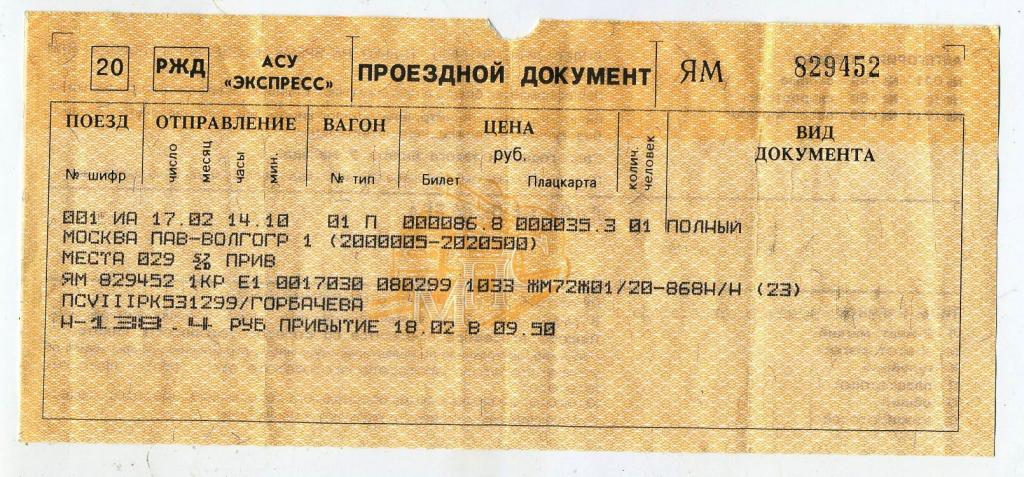 20 РЖД АСУ «ЭКСПРЕСС» ПРОЕЗДНОЙ ДОКУМЕНТ ЯМ 829452
ПОЕЗД ОТПРАВЛЕНИЕ ВАГОН ЦЕНА ВИД ДОКУМЕНТА
№ шифр число месяц часы мин. № тип руб. Билет Плацкарта колич. человек
001 ИА 17.02 14.10 01 П 000086.8 000035.3 01 ПОЛНЫЙ
МОСКВА ПАВ-ВОЛГОГР 1 (2000005-2020500)
МЕСТА 029 ПРИВ
ЯМ 829452 1КР Е1 0017030 080299 1033 ЖМ72Ж01/20-868Н/Н (23)
ПСVIIIРК531299/ГОРБАЧЕВА
Н-138.4 РУБ ПРИБЫТИЕ 18.02 В 09.50